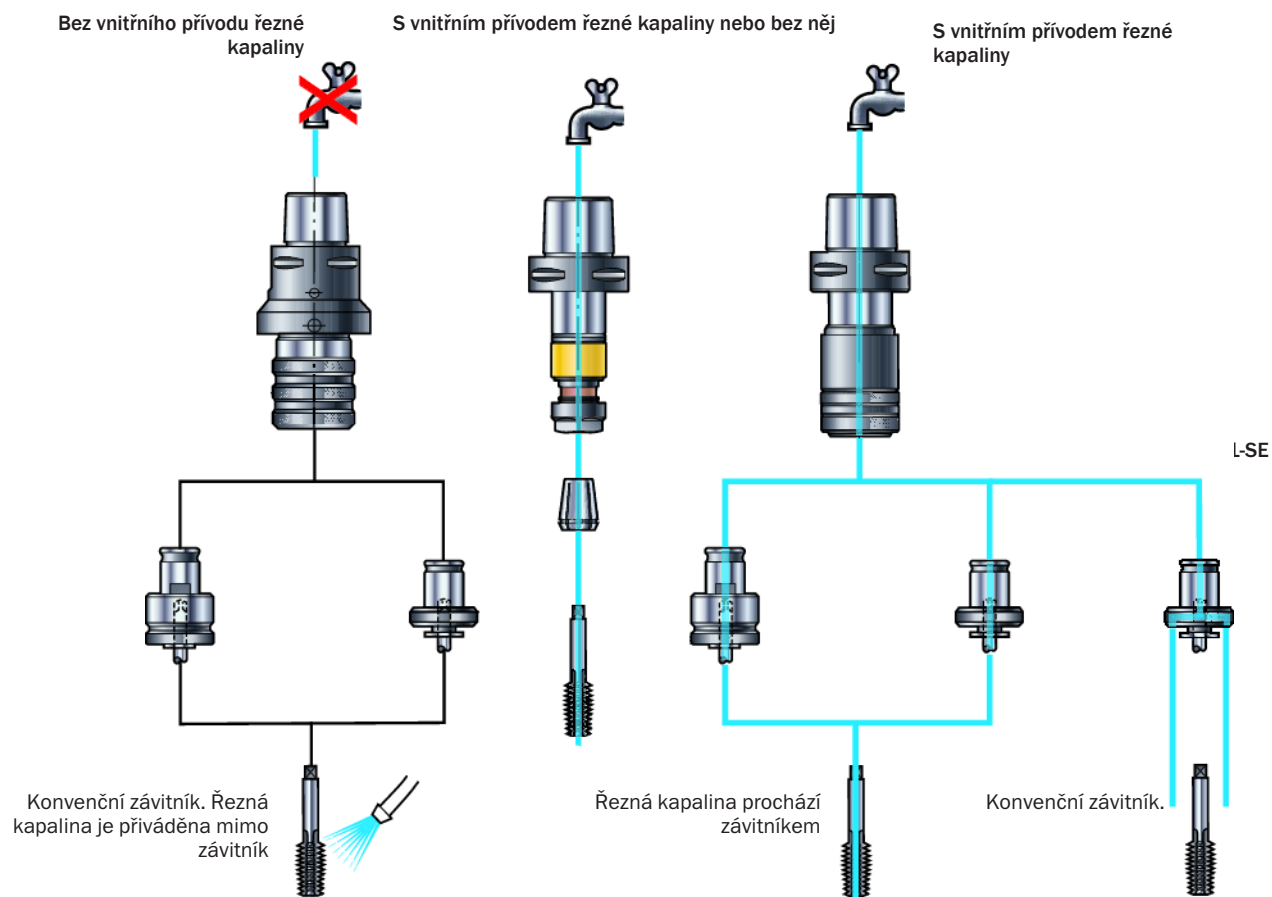 Bez vnitřního přívodu řezné
kapaliny
S vnitřním přívodem řezné kapaliny nebo bez něj
S vnitřním přívodem řezné
kapaliny
L-SE
Konvenční závitník. Řezná
kapalina je přiváděna mimo
závitník
Řezná kapalina prochází
závitníkem
Konvenční závitník.